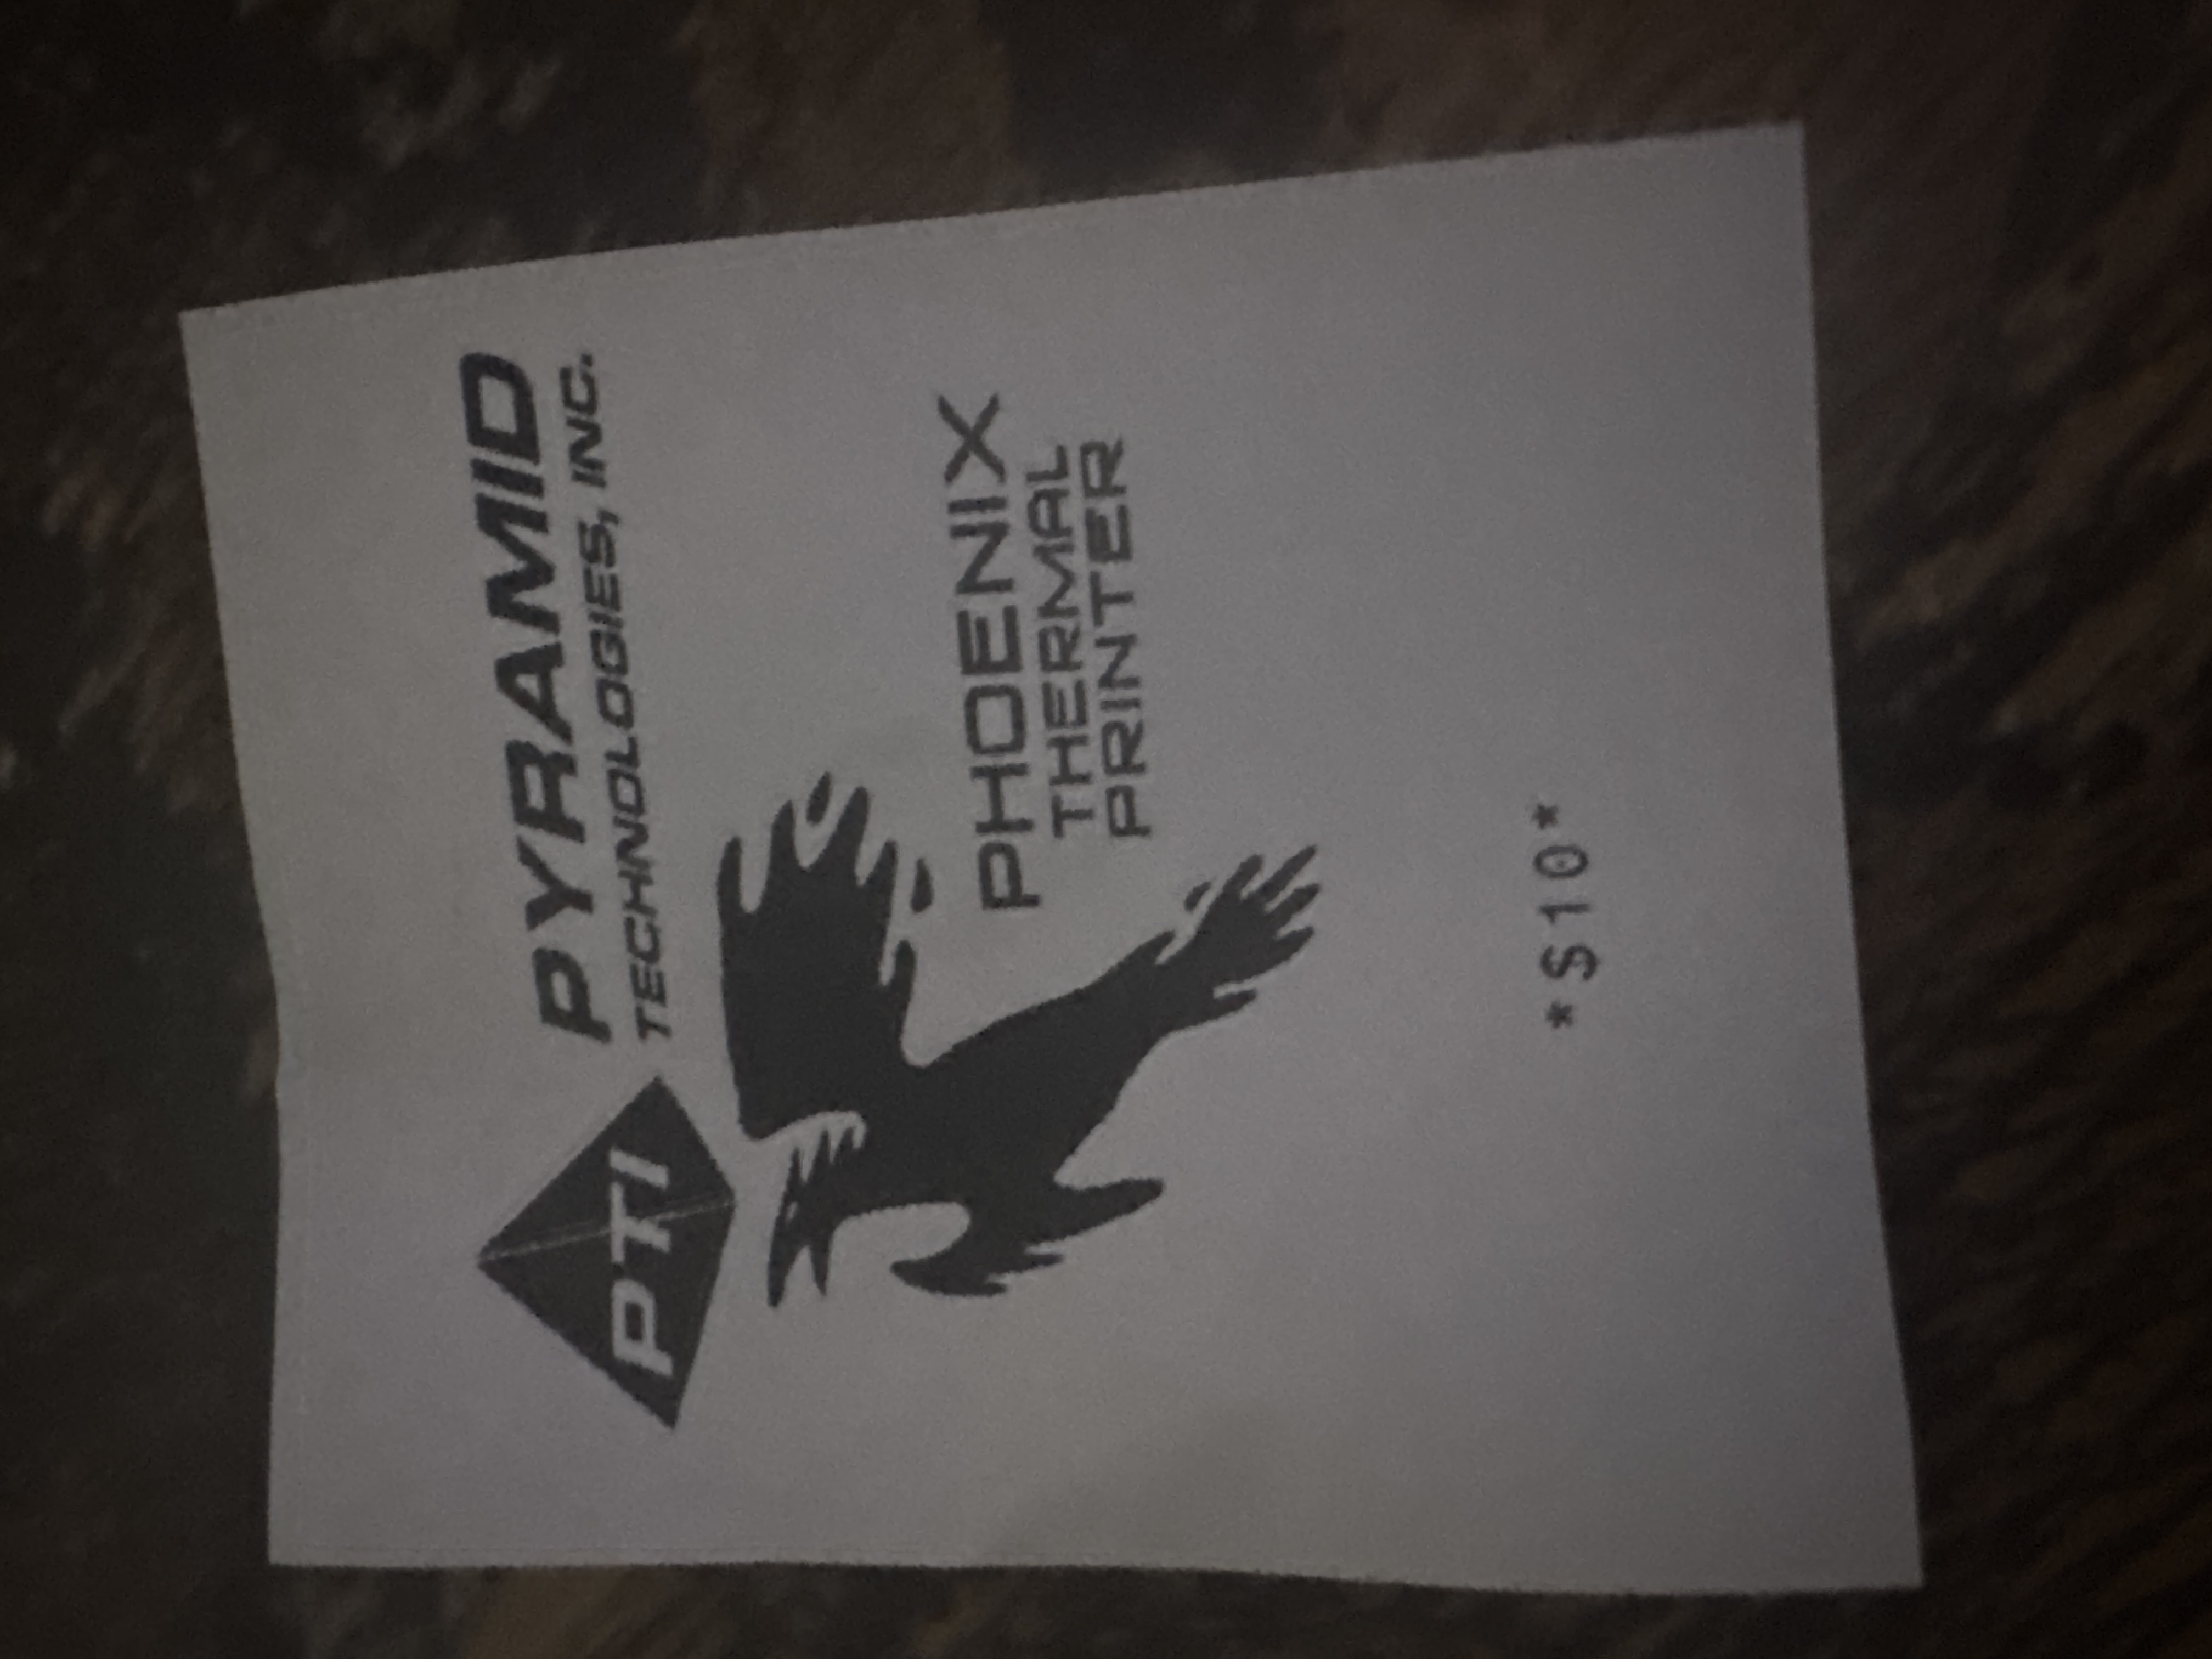 PTI
PYRAMID
TECHNOLOGIES, INC.
PHOENIX
THERMAL
PRINTER
*$10*